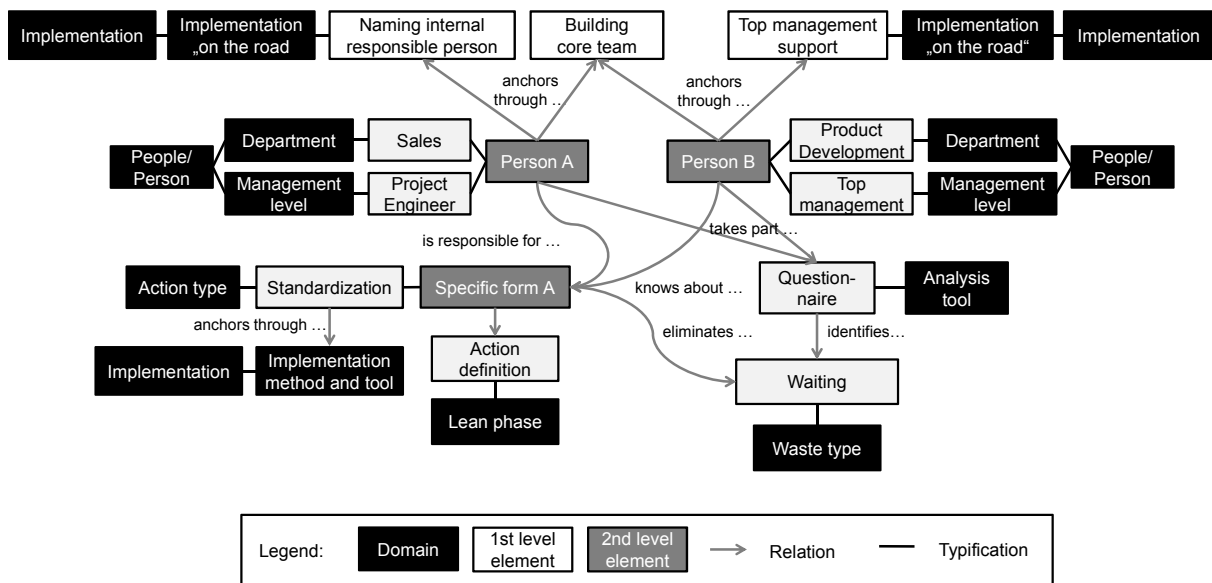 Implementation
Implementation
„on the road
Naming internal
responsible person
Building
core team
Top management
support
Implementation
„on the road“
Implementation
anchors
through …
anchors
through …
People/
Person
Department
Sales
Management
level
Project
Engineer
Person A
Person B
Product
Development
Department
Top
management
Management
level
People/
Person
is responsible for …
takes part …
Action type
Standardization
Specific form A
knows about …
Question-
naire
Analysis
tool
anchors through …
eliminates …
identifies…
Implementation
Implementation
method and tool
Action
definition
Waiting
Lean phase
Waste type
Legend:
Domain
1st level
element
2nd level
element
Relation
Typification